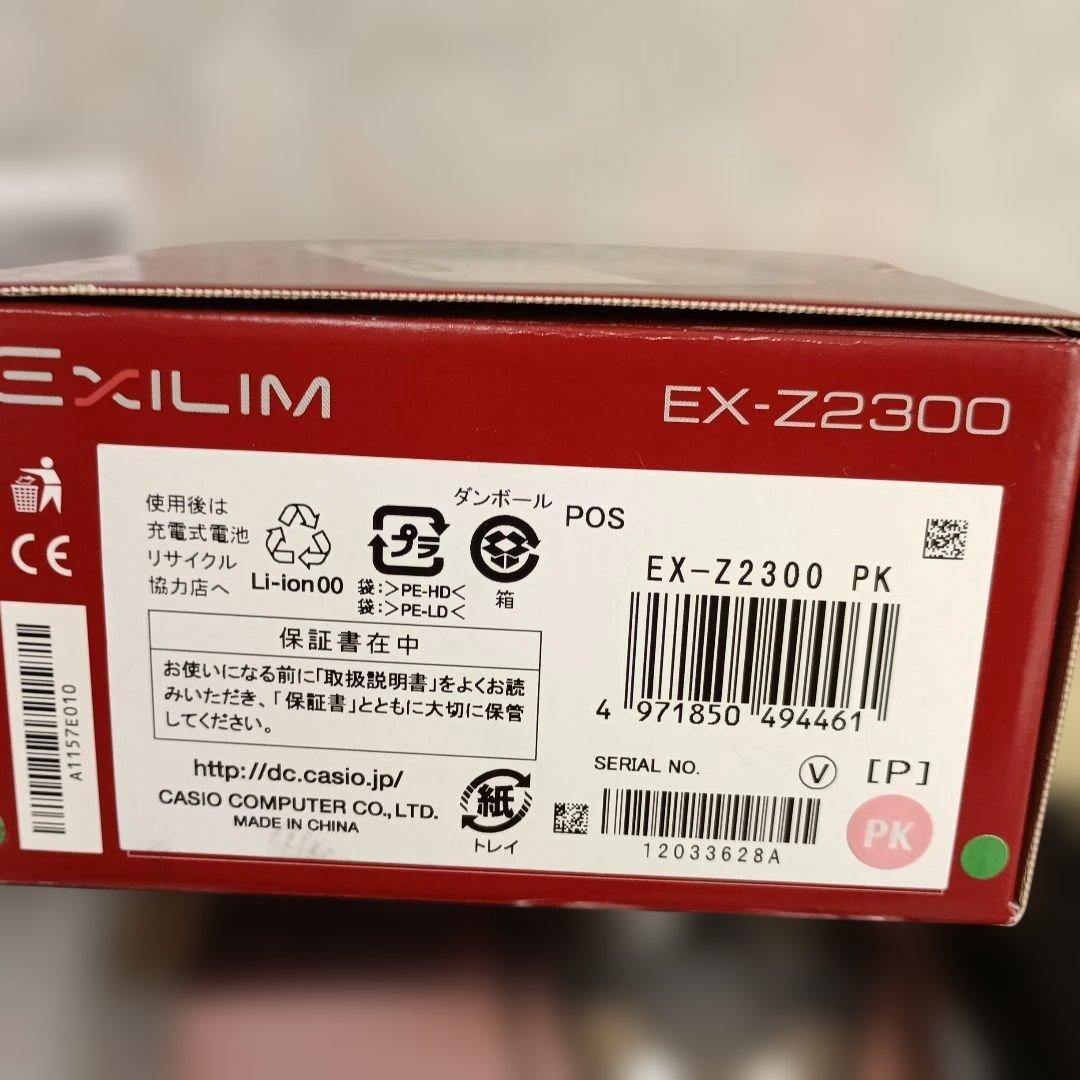 EXILIM
EX-Z2300
CE
使用後は
充電式電池
リサイクル
協力店へ
Li-ion00
プラ
袋:>PE-HD<
袋:>PE-LD<
ダンボール
箱
POS
EX-Z2300 PK
4 971850 494461
保証書在中
お使いになる前に「取扱説明書」をよくお読
みいただき、「保証書」とともに大切に保管
してください。
http://dc.casio.jp/
CASIO COMPUTER CO.,LTD.
MADE IN CHINA
紙
トレイ
SERIAL NO.
V
[P]
12033628A
PK
A1157E010